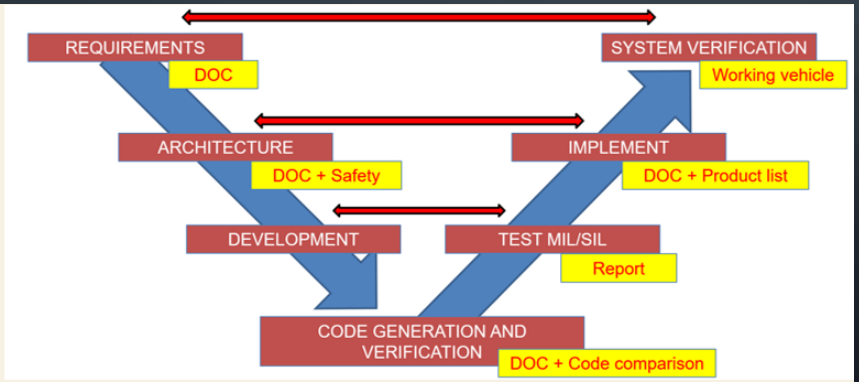 REQUIREMENTS
DOC
SYSTEM VERIFICATION
Working vehicle
ARCHITECTURE
DOC + Safety
IMPLEMENT
DOC + Product list
DEVELOPMENT
TEST MIL/SIL
Report
CODE GENERATION AND
VERIFICATION
DOC + Code comparison